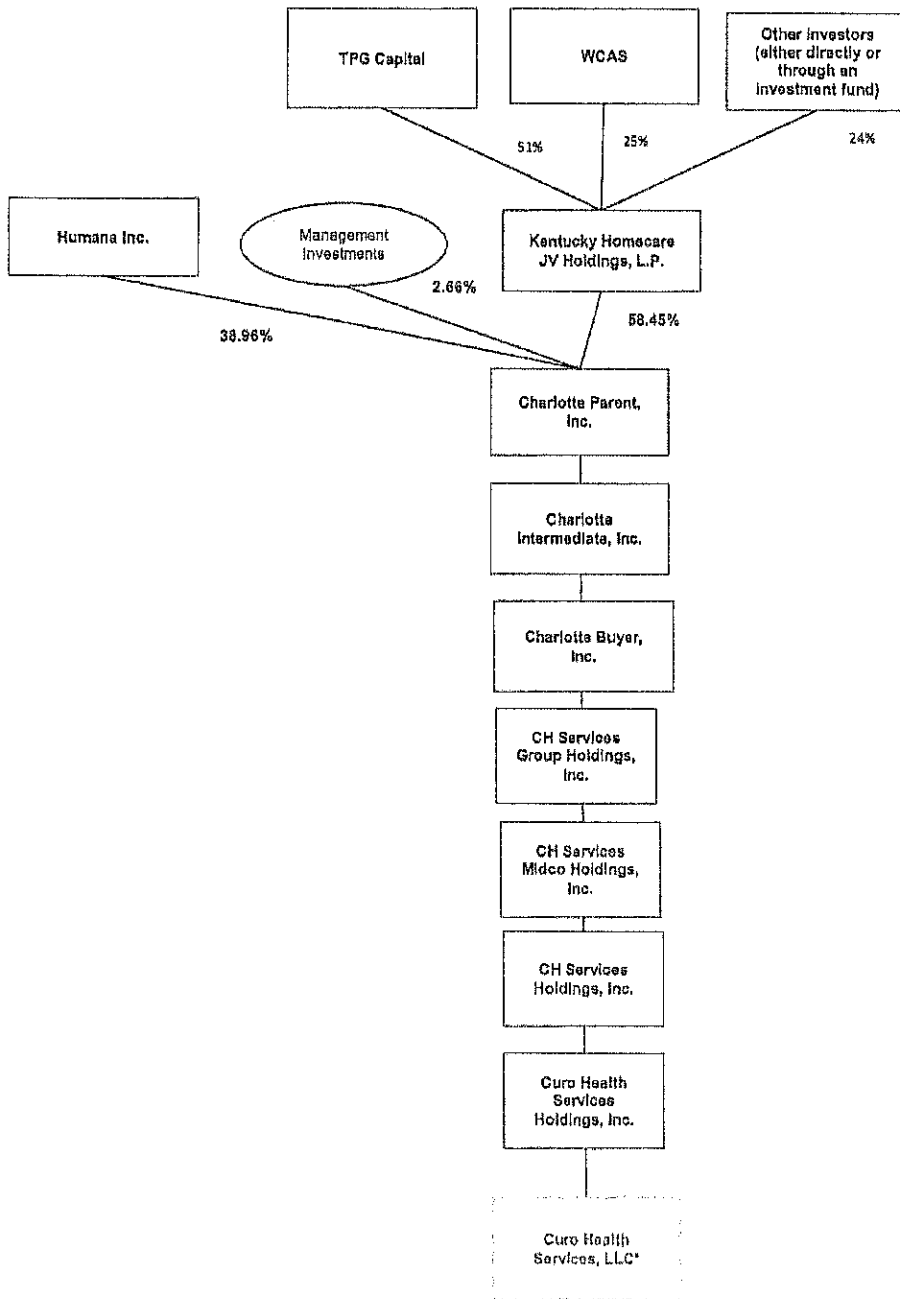 TPG Capital
WCAS
Other Investors
(either directly or
through an
investment fund)
51%
25%
24%
Humana Inc.
Management
Investments
Kentucky Homecare
JV Holdings, L.P.
2.66%
38.96%
58.45%
Charlotte Parent,
Inc.
Charlotte
Intermediate, Inc.
Charlotte Buyer,
Inc.
CH Services
Group Holdings,
Inc.
CH Services
Midco Holdings,
Inc.
CH Services
Holdings, Inc.
Curo Health
Services
Holdings, Inc.
Curo Health
Services, LLC*